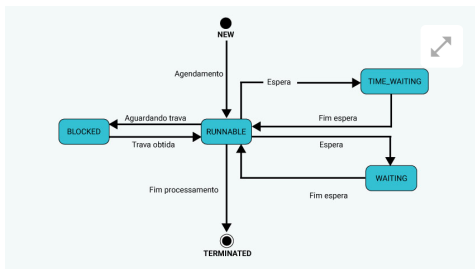 NEW
Agendamento
Espera
TIME_WAITING
Fim espera
Aguardando trava
BLOCKED
RUNNABLE
Trava obtida
Espera
WAITING
Fim processamento
Fim espera
TERMINATED